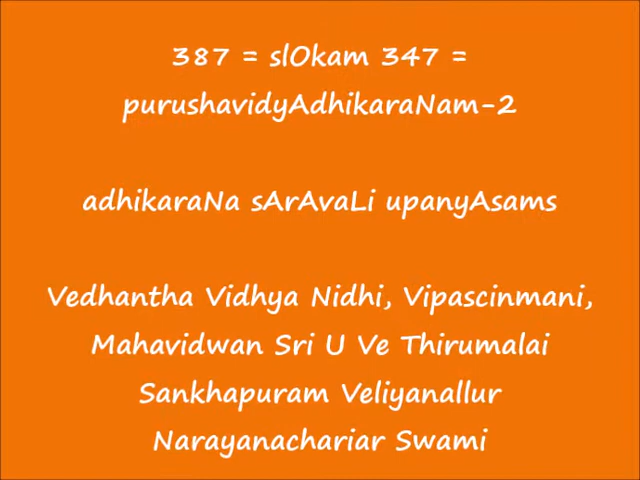 387 = slOkam 347 =
purushavidyAdhikaraNam-2
adhikaraNa sArAvaLi upanyAsams
Vedhantha Vidhya Nidhi, Vipascinmani,
Mahavidwan Sri U Ve Thirumalai
Sankhapuram Veliyanallur
Narayanachariar Swami